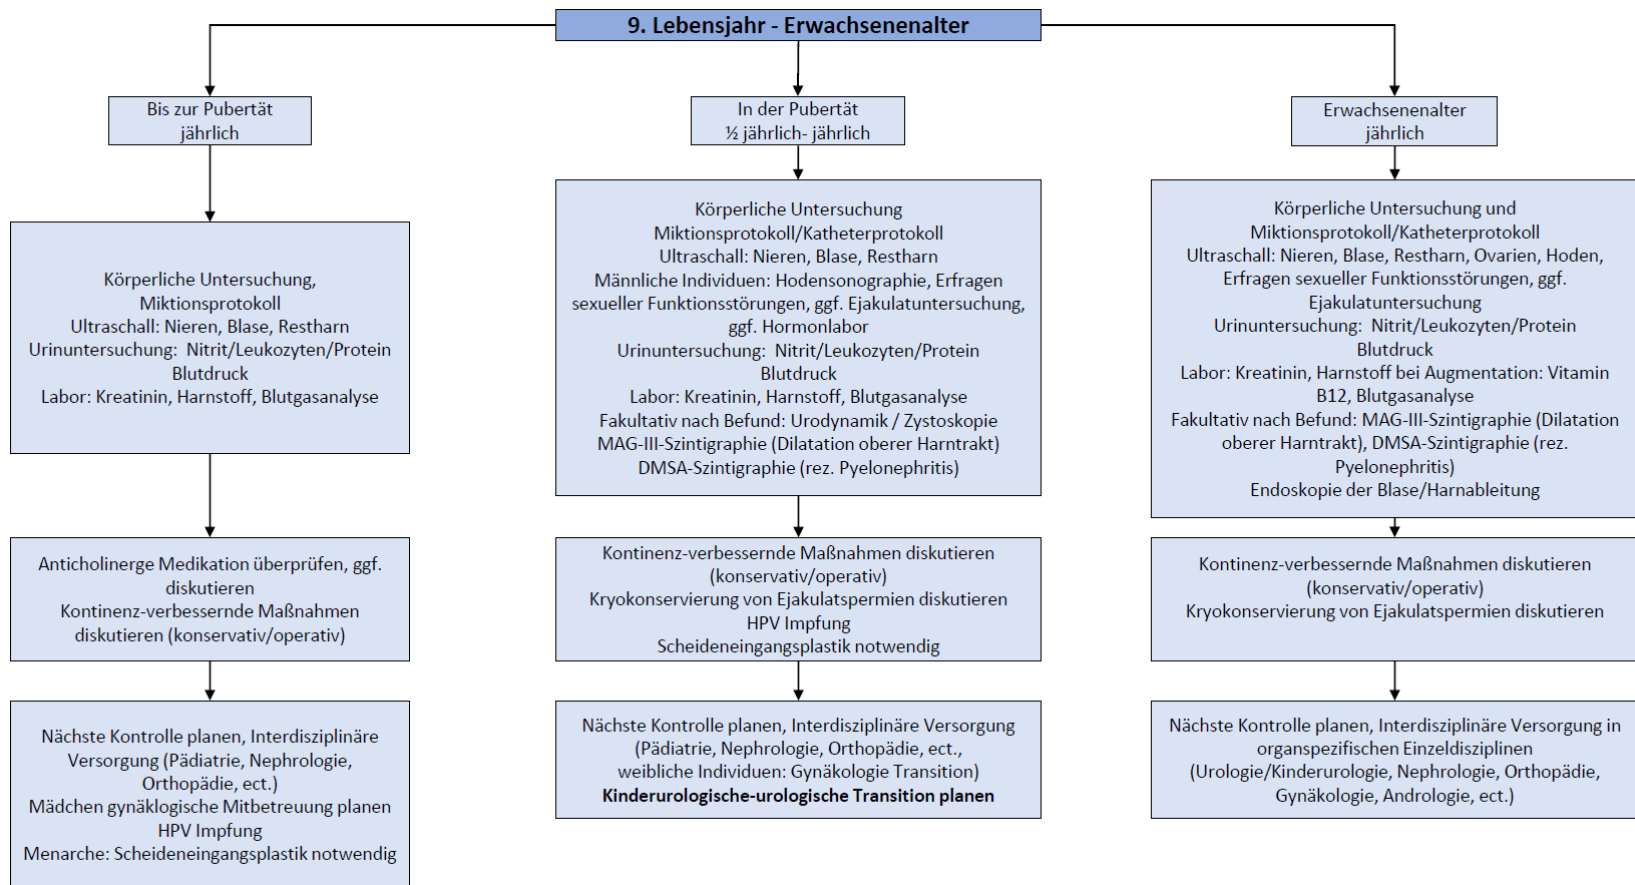 9. Lebensjahr - Erwachsenenalter
Bis zur Pubertät
jährlich
Körperliche Untersuchung,
Miktionsprotokoll
Ultraschall: Nieren, Blase, Restharn
Urinuntersuchung: Nitrit/Leukozyten/Protein
Blutdruck
Labor: Kreatinin, Harnstoff, Blutgasanalyse
Anticholinerge Medikation überprüfen, ggf.
diskutieren
Kontinenz-verbessernde Maßnahmen
diskutieren (konservativ/operativ)
Nächste Kontrolle planen, Interdisziplinäre
Versorgung (Pädiatrie, Nephrologie,
Orthopädie, ect.)
Mädchen gynäklogische Mitbetreuung planen
HPV Impfung
Menarche: Scheideneingangsplastik notwendig
In der Pubertät
½ jährlich- jährlich
Körperliche Untersuchung
Miktionsprotokoll/Katheterprotokoll
Ultraschall: Nieren, Blase, Restharn
Männliche Individuen: Hodensonographie, Erfragen
sexueller Funktionsstörungen, ggf. Ejakulatuntersuchung,
ggf. Hormonlabor
Urinuntersuchung: Nitrit/Leukozyten/Protein
Blutdruck
Labor: Kreatinin, Harnstoff, Blutgasanalyse
Fakultativ nach Befund: Urodynamik / Zystoskopie
MAG-III-Szintigraphie (Dilatation oberer Harntrakt)
DMSA-Szintigraphie (rez. Pyelonephritis)
Kontinenz-verbessernde Maßnahmen diskutieren
(konservativ/operativ)
Kryokonservierung von Ejakulatspermien diskutieren
HPV Impfung
Scheideneingangsplastik notwendig
Nächste Kontrolle planen, Interdisziplinäre Versorgung
(Pädiatrie, Nephrologie, Orthopädie, ect.,
weibliche Individuen: Gynäkologie Transition)
Kinderurologische-urologische Transition planen
Erwachsenenalter
jährlich
Körperliche Untersuchung und
Miktionsprotokoll/Katheterprotokoll
Ultraschall: Nieren, Blase, Restharn, Ovarien, Hoden,
Erfragen sexueller Funktionsstörungen, ggf.
Ejakulatuntersuchung
Urinuntersuchung: Nitrit/Leukozyten/Protein
Blutdruck
Labor: Kreatinin, Harnstoff bei Augmentation: Vitamin
B12, Blutgasanalyse
Fakultativ nach Befund: MAG-III-Szintigraphie (Dilatation
oberer Harntrakt), DMSA-Szintigraphie (rez.
Pyelonephritis)
Endoskopie der Blase/Harnableitung
Kontinenz-verbessernde Maßnahmen diskutieren
(konservativ/operativ)
Kryokonservierung von Ejakulatspermien diskutieren
Nächste Kontrolle planen, Interdisziplinäre Versorgung in
organspezifischen Einzeldisciplinen
(Urologie/Kinderurologie, Nephrologie, Orthopädie,
Gynäkologie, Andrologie, ect.)